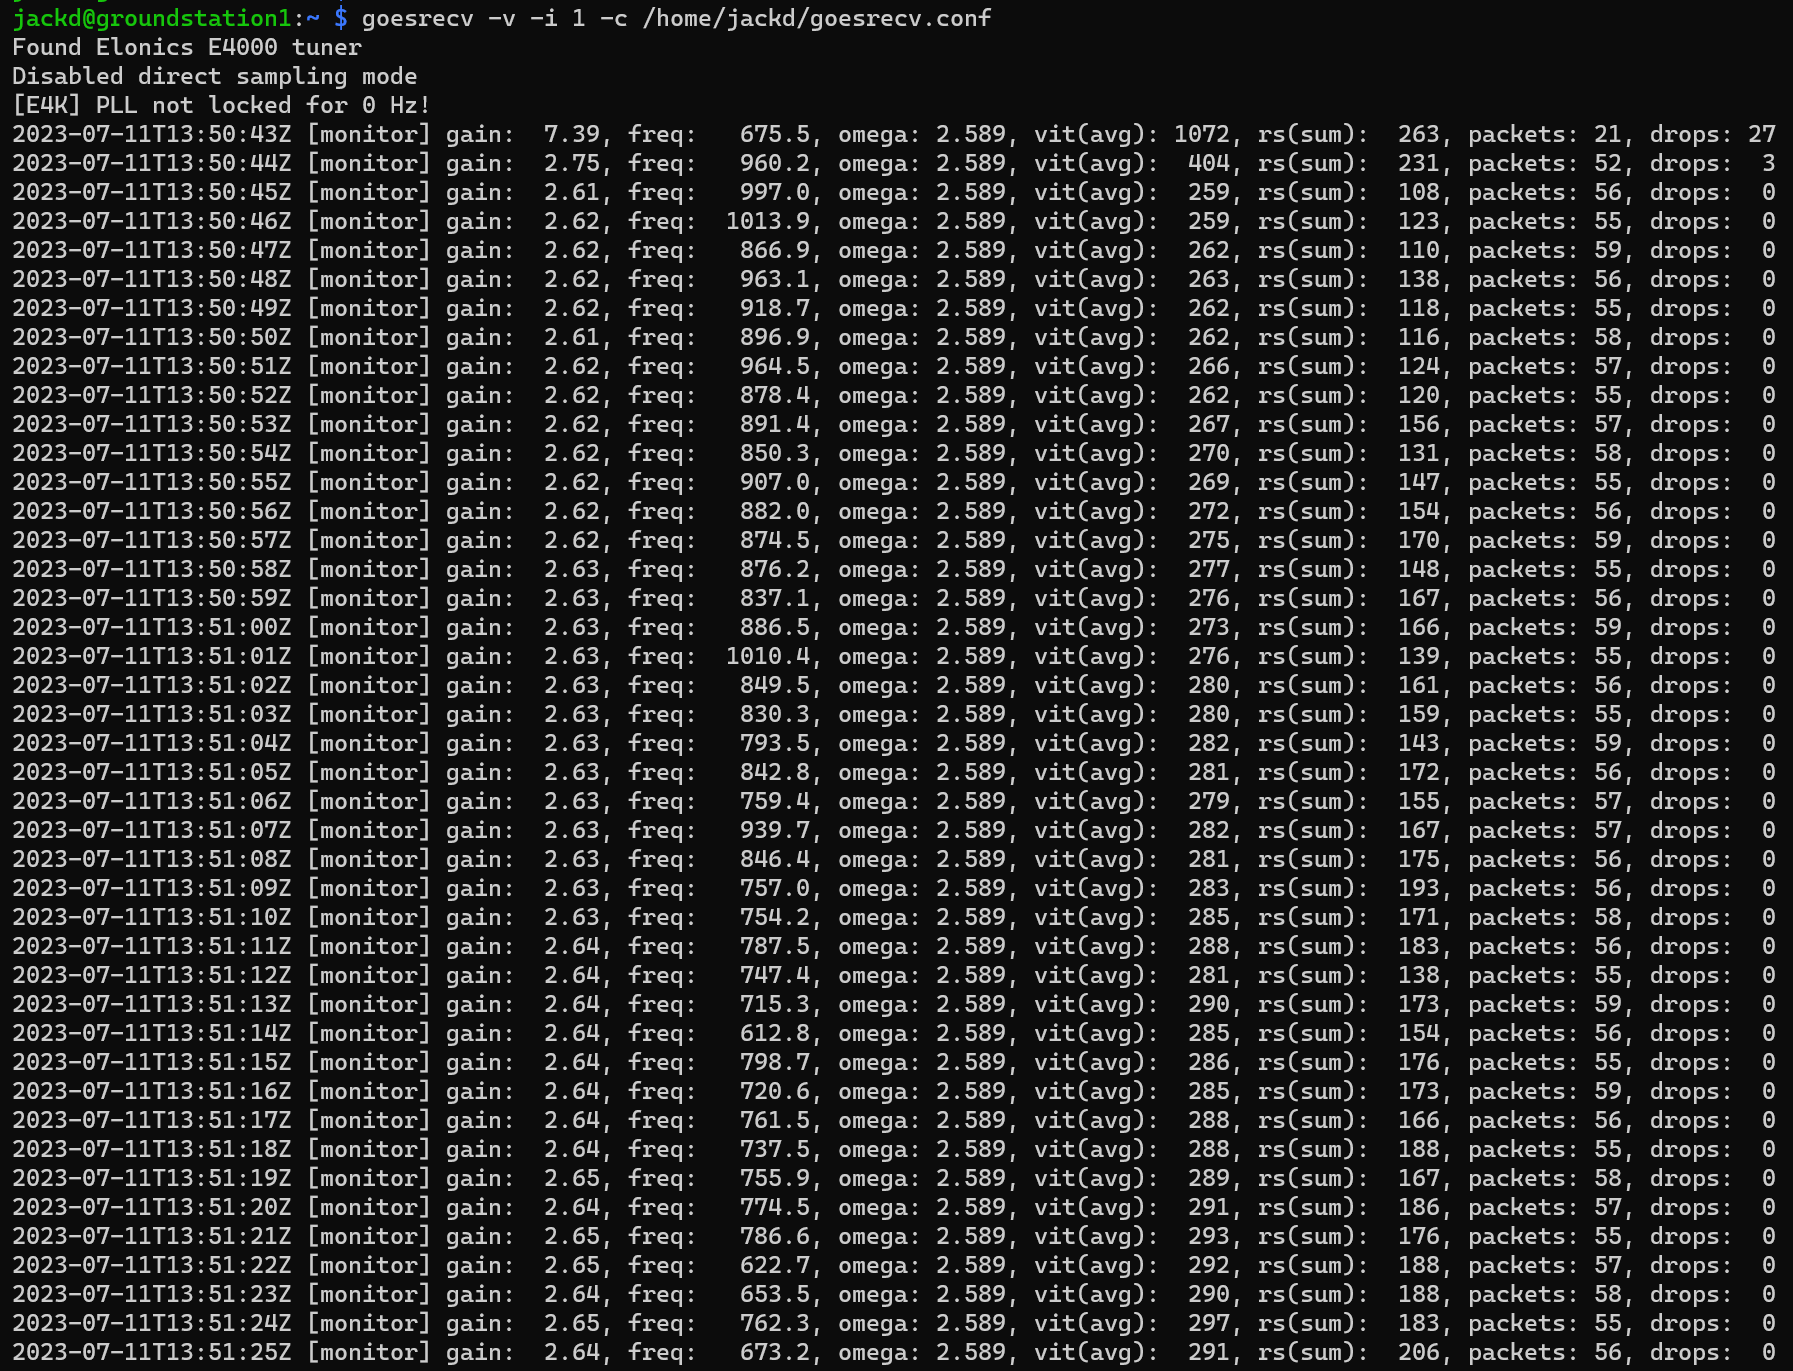 jackd@groundstation1:~ $ goesrecv -v -i 1 -c /home/jackd/goesrecv.conf
Found Elonics E4000 tuner
Disabled direct sampling mode
[E4K] PLL not locked for 0 Hz!
2023-07-11T13:50:43Z [monitor] gain:  7.39, freq:   675.5, omega: 2.589, vit(avg): 1072, rs(sum):  263, packets: 21, drops: 27
2023-07-11T13:50:44Z [monitor] gain:  2.75, freq:   960.2, omega: 2.589, vit(avg):  404, rs(sum):  231, packets: 52, drops:  3
2023-07-11T13:50:45Z [monitor] gain:  2.61, freq:   997.0, omega: 2.589, vit(avg):  259, rs(sum):  108, packets: 56, drops:  0
2023-07-11T13:50:46Z [monitor] gain:  2.62, freq:  1013.9, omega: 2.589, vit(avg):  259, rs(sum):  123, packets: 55, drops:  0
2023-07-11T13:50:47Z [monitor] gain:  2.62, freq:   866.9, omega: 2.589, vit(avg):  262, rs(sum):  110, packets: 59, drops:  0
2023-07-11T13:50:48Z [monitor] gain:  2.62, freq:   963.1, omega: 2.589, vit(avg):  263, rs(sum):  138, packets: 56, drops:  0
2023-07-11T13:50:49Z [monitor] gain:  2.62, freq:   918.7, omega: 2.589, vit(avg):  262, rs(sum):  118, packets: 55, drops:  0
2023-07-11T13:50:50Z [monitor] gain:  2.61, freq:   896.9, omega: 2.589, vit(avg):  262, rs(sum):  116, packets: 58, drops:  0
2023-07-11T13:50:51Z [monitor] gain:  2.62, freq:   964.5, omega: 2.589, vit(avg):  266, rs(sum):  124, packets: 57, drops:  0
2023-07-11T13:50:52Z [monitor] gain:  2.62, freq:   878.4, omega: 2.589, vit(avg):  262, rs(sum):  120, packets: 55, drops:  0
2023-07-11T13:50:53Z [monitor] gain:  2.62, freq:   891.4, omega: 2.589, vit(avg):  267, rs(sum):  156, packets: 57, drops:  0
2023-07-11T13:50:54Z [monitor] gain:  2.62, freq:   850.3, omega: 2.589, vit(avg):  270, rs(sum):  131, packets: 58, drops:  0
2023-07-11T13:50:55Z [monitor] gain:  2.62, freq:   907.0, omega: 2.589, vit(avg):  269, rs(sum):  147, packets: 55, drops:  0
2023-07-11T13:50:56Z [monitor] gain:  2.62, freq:   882.0, omega: 2.589, vit(avg):  272, rs(sum):  154, packets: 56, drops:  0
2023-07-11T13:50:57Z [monitor] gain:  2.62, freq:   874.5, omega: 2.589, vit(avg):  275, rs(sum):  170, packets: 59, drops:  0
2023-07-11T13:50:58Z [monitor] gain:  2.63, freq:   876.2, omega: 2.589, vit(avg):  277, rs(sum):  148, packets: 55, drops:  0
2023-07-11T13:50:59Z [monitor] gain:  2.63, freq:   837.1, omega: 2.589, vit(avg):  276, rs(sum):  167, packets: 56, drops:  0
2023-07-11T13:51:00Z [monitor] gain:  2.63, freq:   886.5, omega: 2.589, vit(avg):  273, rs(sum):  166, packets: 59, drops:  0
2023-07-11T13:51:01Z [monitor] gain:  2.63, freq:  1010.4, omega: 2.589, vit(avg):  276, rs(sum):  139, packets: 55, drops:  0
2023-07-11T13:51:02Z [monitor] gain:  2.63, freq:   849.5, omega: 2.589, vit(avg):  280, rs(sum):  161, packets: 56, drops:  0
2023-07-11T13:51:03Z [monitor] gain:  2.63, freq:   830.3, omega: 2.589, vit(avg):  280, rs(sum):  159, packets: 55, drops:  0
2023-07-11T13:51:04Z [monitor] gain:  2.63, freq:   793.5, omega: 2.589, vit(avg):  282, rs(sum):  143, packets: 59, drops:  0
2023-07-11T13:51:05Z [monitor] gain:  2.63, freq:   842.8, omega: 2.589, vit(avg):  281, rs(sum):  172, packets: 56, drops:  0
2023-07-11T13:51:06Z [monitor] gain:  2.63, freq:   759.4, omega: 2.589, vit(avg):  279, rs(sum):  155, packets: 57, drops:  0
2023-07-11T13:51:07Z [monitor] gain:  2.63, freq:   939.7, omega: 2.589, vit(avg):  282, rs(sum):  167, packets: 57, drops:  0
2023-07-11T13:51:08Z [monitor] gain:  2.63, freq:   846.4, omega: 2.589, vit(avg):  281, rs(sum):  175, packets: 56, drops:  0
2023-07-11T13:51:09Z [monitor] gain:  2.63, freq:   757.0, omega: 2.589, vit(avg):  283, rs(sum):  193, packets: 56, drops:  0
2023-07-11T13:51:10Z [monitor] gain:  2.63, freq:   754.2, omega: 2.589, vit(avg):  285, rs(sum):  171, packets: 58, drops:  0
2023-07-11T13:51:11Z [monitor] gain:  2.64, freq:   787.5, omega: 2.589, vit(avg):  288, rs(sum):  183, packets: 56, drops:  0
2023-07-11T13:51:12Z [monitor] gain:  2.64, freq:   747.4, omega: 2.589, vit(avg):  281, rs(sum):  138, packets: 55, drops:  0
2023-07-11T13:51:13Z [monitor] gain:  2.64, freq:   715.3, omega: 2.589, vit(avg):  290, rs(sum):  173, packets: 59, drops:  0
2023-07-11T13:51:14Z [monitor] gain:  2.64, freq:   612.8, omega: 2.589, vit(avg):  285, rs(sum):  154, packets: 56, drops:  0
2023-07-11T13:51:15Z [monitor] gain:  2.64, freq:   798.7, omega: 2.589, vit(avg):  286, rs(sum):  176, packets: 55, drops:  0
2023-07-11T13:51:16Z [monitor] gain:  2.64, freq:   720.6, omega: 2.589, vit(avg):  285, rs(sum):  173, packets: 59, drops:  0
2023-07-11T13:51:17Z [monitor] gain:  2.64, freq:   761.5, omega: 2.589, vit(avg):  288, rs(sum):  166, packets: 56, drops:  0
2023-07-11T13:51:18Z [monitor] gain:  2.64, freq:   737.5, omega: 2.589, vit(avg):  288, rs(sum):  188, packets: 55, drops:  0
2023-07-11T13:51:19Z [monitor] gain:  2.65, freq:   755.9, omega: 2.589, vit(avg):  289, rs(sum):  167, packets: 58, drops:  0
2023-07-11T13:51:20Z [monitor] gain:  2.64, freq:   774.5, omega: 2.589, vit(avg):  291, rs(sum):  186, packets: 57, drops:  0
2023-07-11T13:51:21Z [monitor] gain:  2.65, freq:   786.6, omega: 2.589, vit(avg):  293, rs(sum):  176, packets: 55, drops:  0
2023-07-11T13:51:22Z [monitor] gain:  2.65, freq:   622.7, omega: 2.589, vit(avg):  292, rs(sum):  188, packets: 57, drops:  0
2023-07-11T13:51:23Z [monitor] gain:  2.64, freq:   653.5, omega: 2.589, vit(avg):  290, rs(sum):  188, packets: 58, drops:  0
2023-07-11T13:51:24Z [monitor] gain:  2.65, freq:   762.3, omega: 2.589, vit(avg):  297, rs(sum):  183, packets: 55, drops:  0
2023-07-11T13:51:25Z [monitor] gain:  2.64, freq:   673.2, omega: 2.589, vit(avg):  291, rs(sum):  206, packets: 56, drops:  0